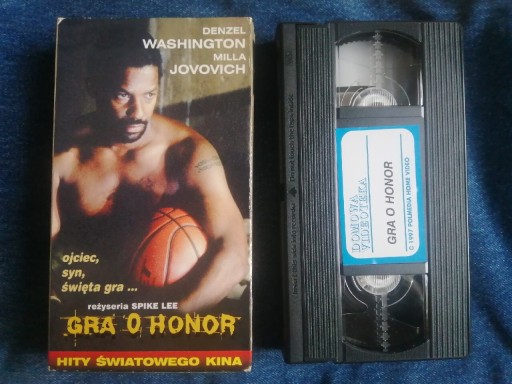 DENZEL
WASHINGTON
MILLA
JOVOVICH
ojciec,
syn,
święta gra ...
reżyseria SPIKE LEE
GRA O HONOR
HITY ŚWIATOWEGO KINA
DOMOWA
VIDEOTEKA
GRA O HONOR
© 1997 POLMEDIA HOME VIDEO